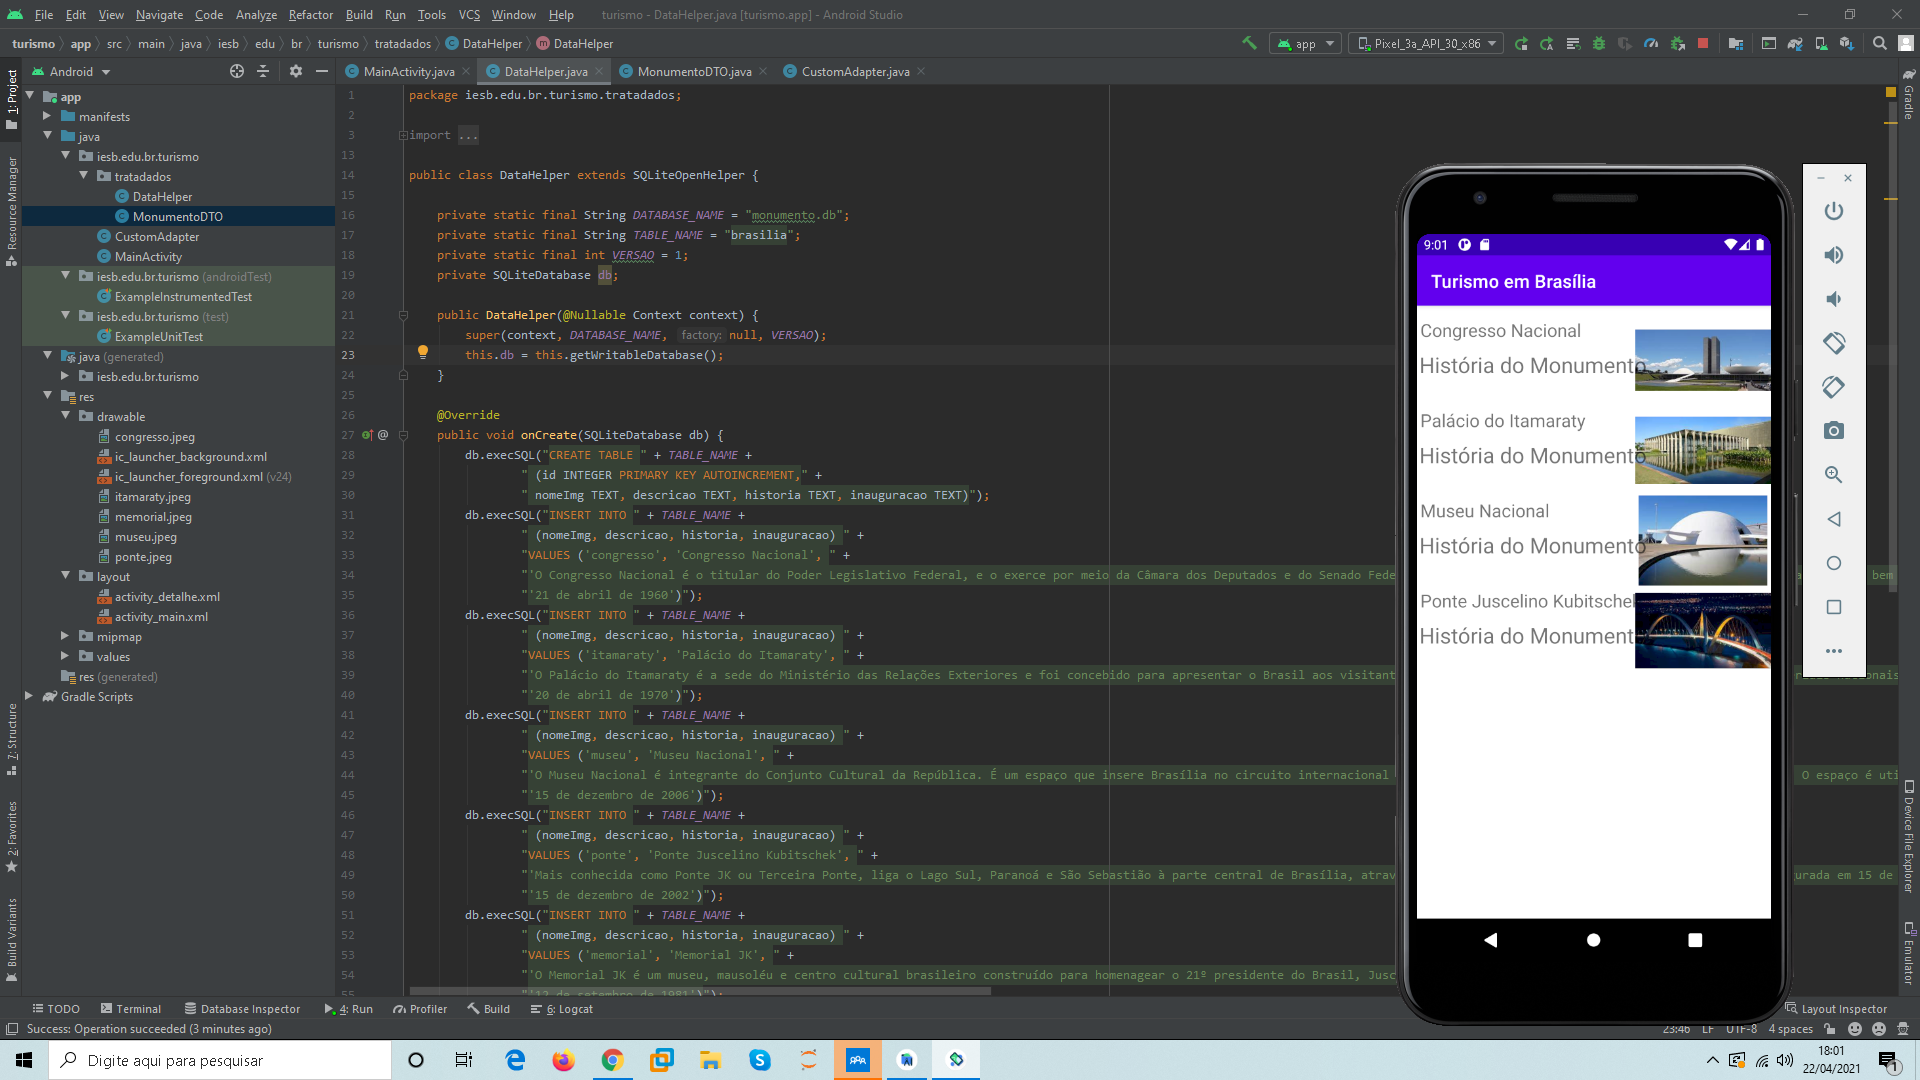 File Edit View Navigate Code Analyze Refactor Build Run Tools VCS Window Help turismo - DataHelper.java [turismo.app] - Android Studio
turismo app src main java iesb edu br turismo tratadados DataHelper DataHelper
app Pixel_3a_API_30_x86
Android
MainActivity.java DataHelper.java MonumentoDTO.java CustomAdapter.java
1: Project
Resource Manager
7: Structure
2: Favorites
Build Variants
app
manifests
java
iesb.edu.br.turismo
tratadados
DataHelper
MonumentoDTO
CustomAdapter
MainActivity
iesb.edu.br.turismo (androidTest)
ExampleInstrumentedTest
iesb.edu.br.turismo (test)
ExampleUnitTest
java (generated)
iesb.edu.br.turismo
res
drawable
congresso.jpeg
ic_launcher_background.xml
ic_launcher_foreground.xml (v24)
itamaraty.jpeg
memorial.jpeg
museu.jpeg
ponte.jpeg
layout
activity_detalhe.xml
activity_main.xml
mipmap
values
res (generated)
Gradle Scripts
1 package iesb.edu.br.turismo.tratadados;
2
3 import ...
13
14 public class DataHelper extends SQLiteOpenHelper {
15
16 private static final String DATABASE_NAME = "monumento.db";
17 private static final String TABLE_NAME = "brasilia";
18 private static final int VERSAO = 1;
19 private SQLiteDatabase db;
20
21 public DataHelper(@Nullable Context context) {
22 super(context, DATABASE_NAME, factory: null, VERSAO);
23 this.db = this.getWritableDatabase();
24 }
25
26 @Override
27 @ public void onCreate(SQLiteDatabase db) {
28 db.execSQL("CREATE TABLE " + TABLE_NAME +
29 " (id INTEGER PRIMARY KEY AUTOINCREMENT," +
30 " nomeImg TEXT, descricao TEXT, historia TEXT, inauguracao TEXT)");
31 db.execSQL("INSERT INTO " + TABLE_NAME +
32 " (nomeImg, descricao, historia, inauguracao) " +
33 "VALUES ('congresso', 'Congresso Nacional', " +
34 "'O Congresso Nacional é o titular do Poder Legislativo Federal, e o exerce por meio da Câmara dos Deputados e do Senado Fede bem
35 "'21 de abril de 1960')");
36 db.execSQL("INSERT INTO " + TABLE_NAME +
37 " (nomeImg, descricao, historia, inauguracao) " +
38 "VALUES ('itamaraty', 'Palácio do Itamaraty', " +
39 "'O Palácio do Itamaraty é a sede do Ministério das Relações Exteriores e foi concebido para apresentar o Brasil aos visitant nacionais
40 "'20 de abril de 1970')");
41 db.execSQL("INSERT INTO " + TABLE_NAME +
42 " (nomeImg, descricao, historia, inauguracao) " +
43 "VALUES ('museu', 'Museu Nacional', " +
44 "'O Museu Nacional é integrante do Conjunto Cultural da República. É um espaço que insere Brasília no circuito internacional O espaço é uti
45 "'15 de dezembro de 2006')");
46 db.execSQL("INSERT INTO " + TABLE_NAME +
47 " (nomeImg, descricao, historia, inauguracao) " +
48 "VALUES ('ponte', 'Ponte Juscelino Kubitschek', " +
49 "'Mais conhecida como Ponte JK ou Terceira Ponte, liga o Lago Sul, Paranoá e São Sebastião à parte central de Brasília, atrav urada em 15 de
50 "'15 de dezembro de 2002')");
51 db.execSQL("INSERT INTO " + TABLE_NAME +
52 " (nomeImg, descricao, historia, inauguracao) " +
53 "VALUES ('memorial', 'Memorial JK', " +
54 "'O Memorial JK é um museu, mausoléu e centro cultural brasileiro construído para homenagear o 21º presidente do Brasil, Jusc
55 "'12 de setembro de 1981')");
9:01
Turismo em Brasília
Congresso Nacional
História do Monumento
Palácio do Itamaraty
História do Monumento
Museu Nacional
História do Monumento
Ponte Juscelino Kubitschek
História do Monument
Gradle
Device File Explorer
Emulator
TODO Terminal Database Inspector 4: Run Profiler Build 6: Logcat Layout Inspector
Success: Operation succeeded (3 minutes ago) 23:46 LF UTF-8 4 spaces
Digite aqui para pesquisar
18:01
22/04/2021
1